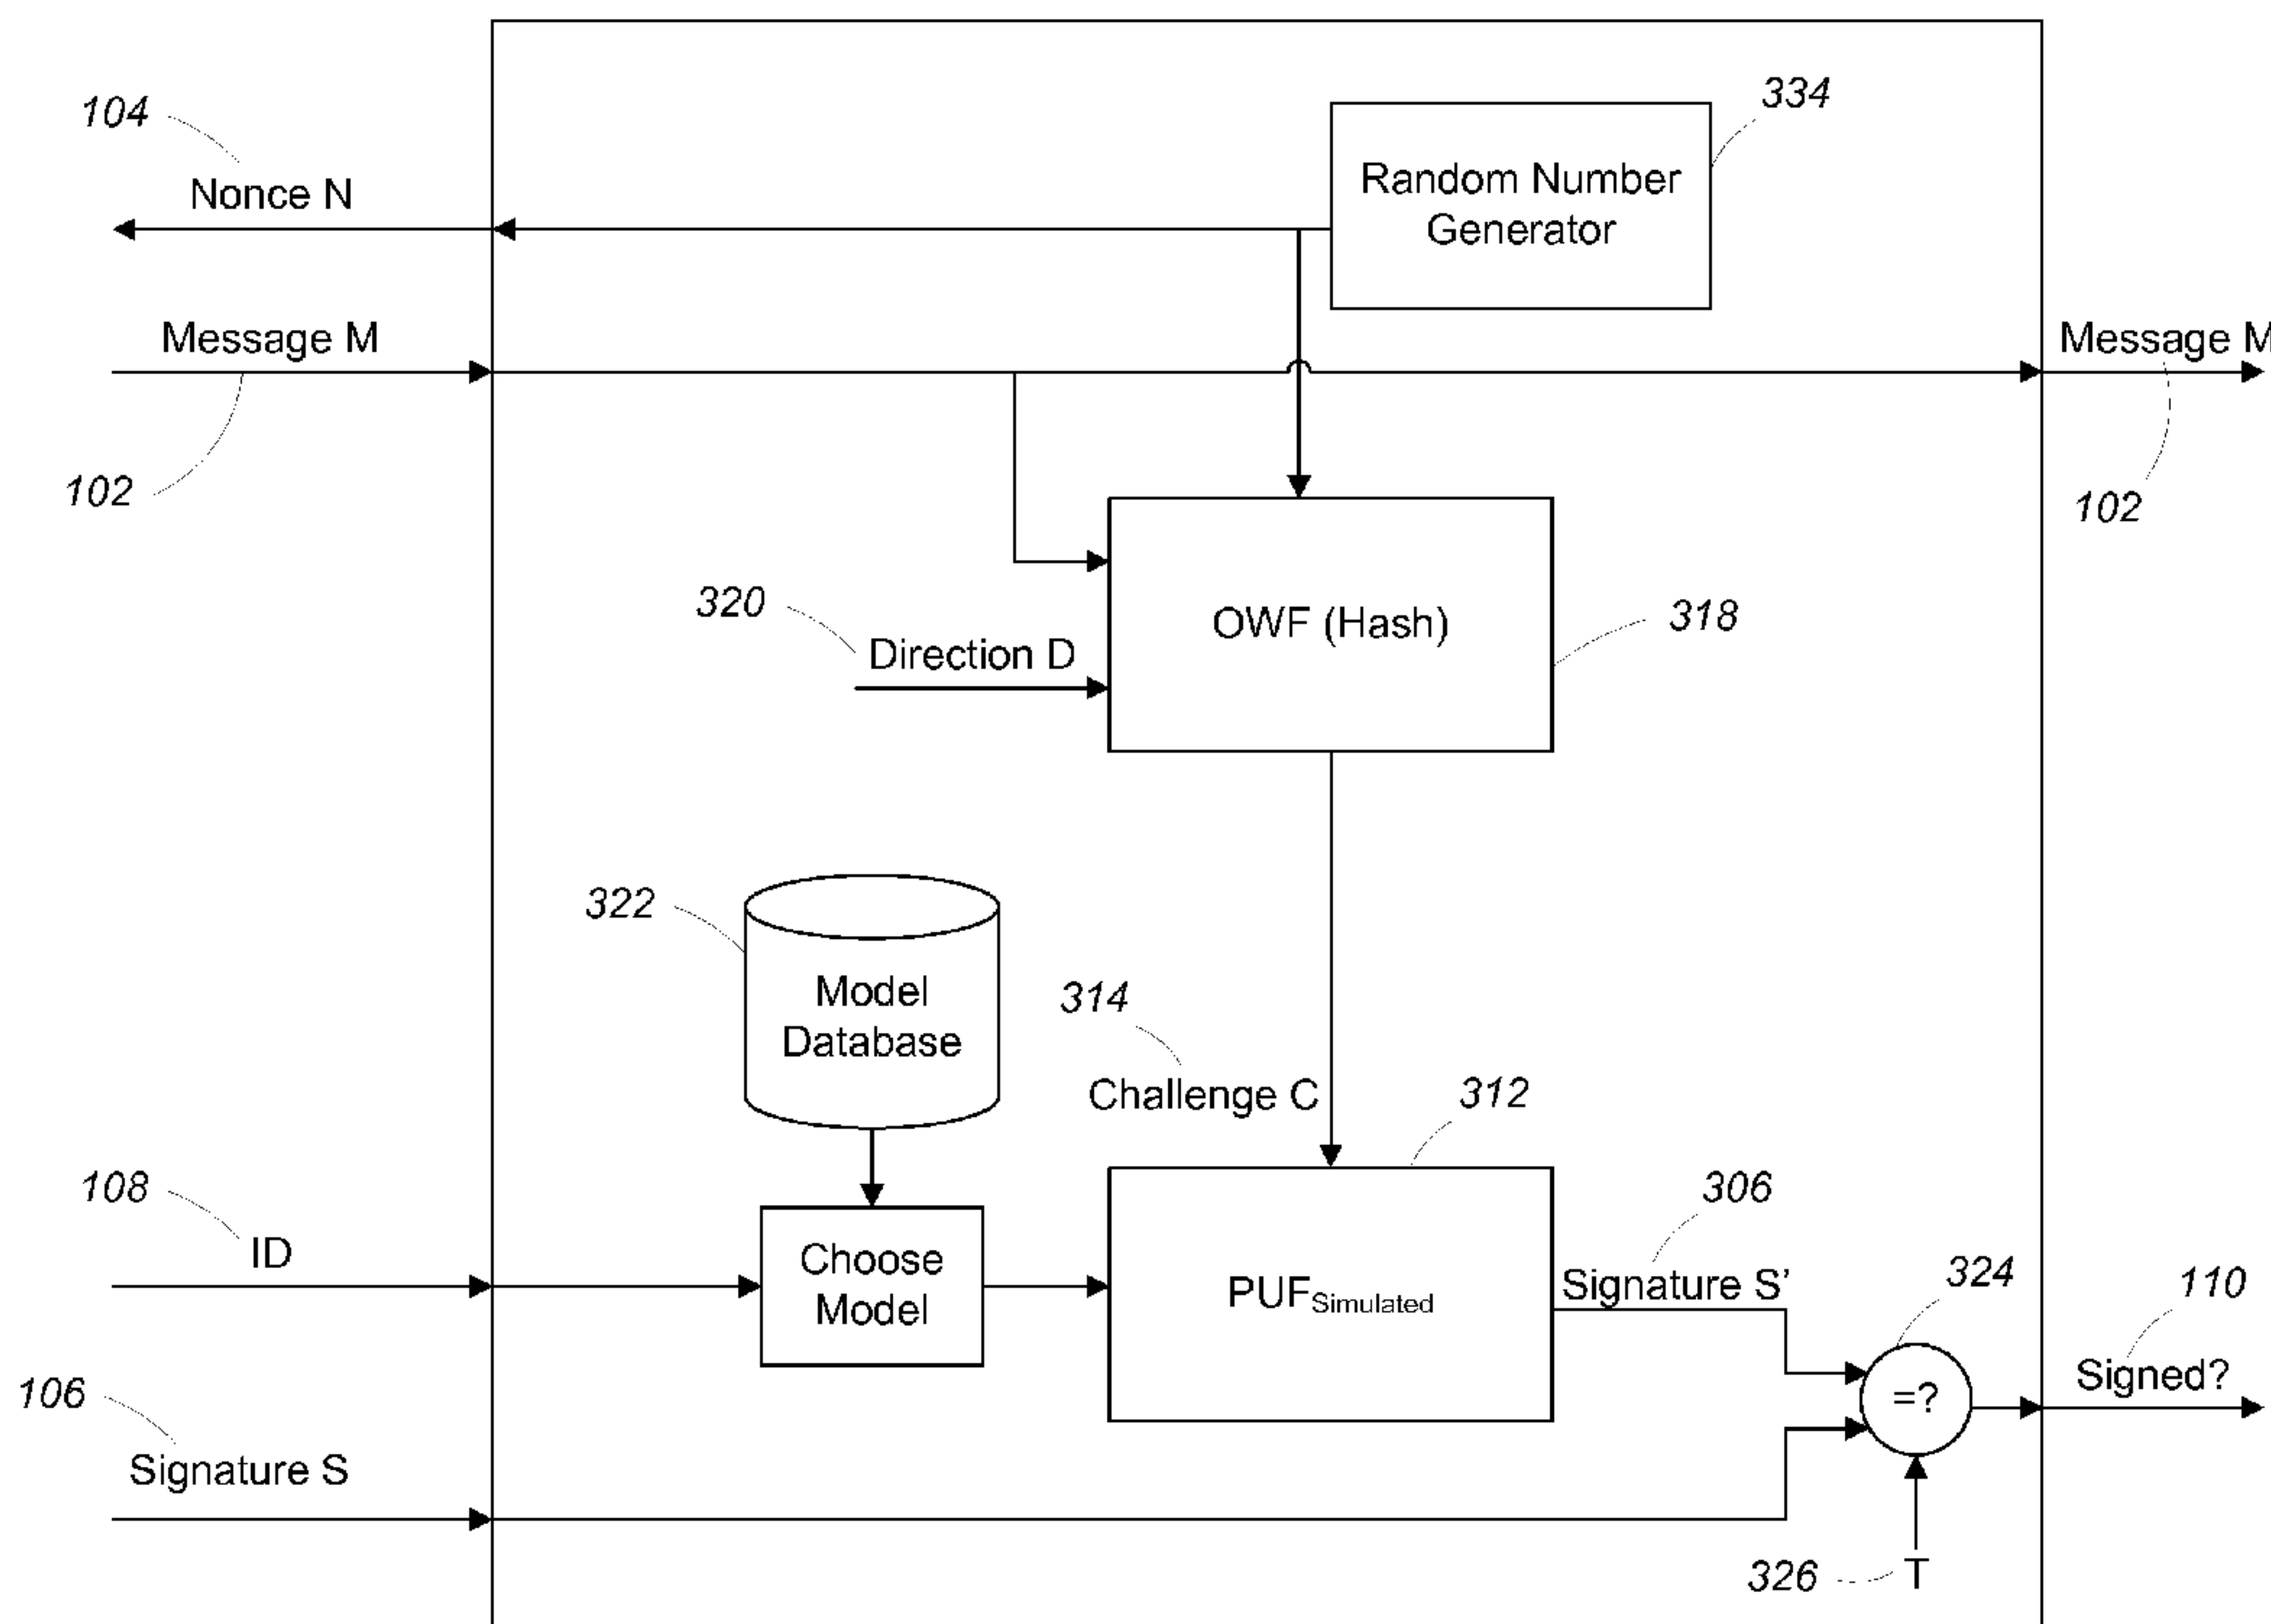 334
104
Random Number
Generator
Nonce N
Message M
Message M
102
102
320
OWF (Hash)
318
Direction D
322
Model
Database
314
Challenge C
312
108
ID
Choose
Model
306
PUFSimulated
Signature S'
324
110
=?
Signed?
106
Signature S
326
T